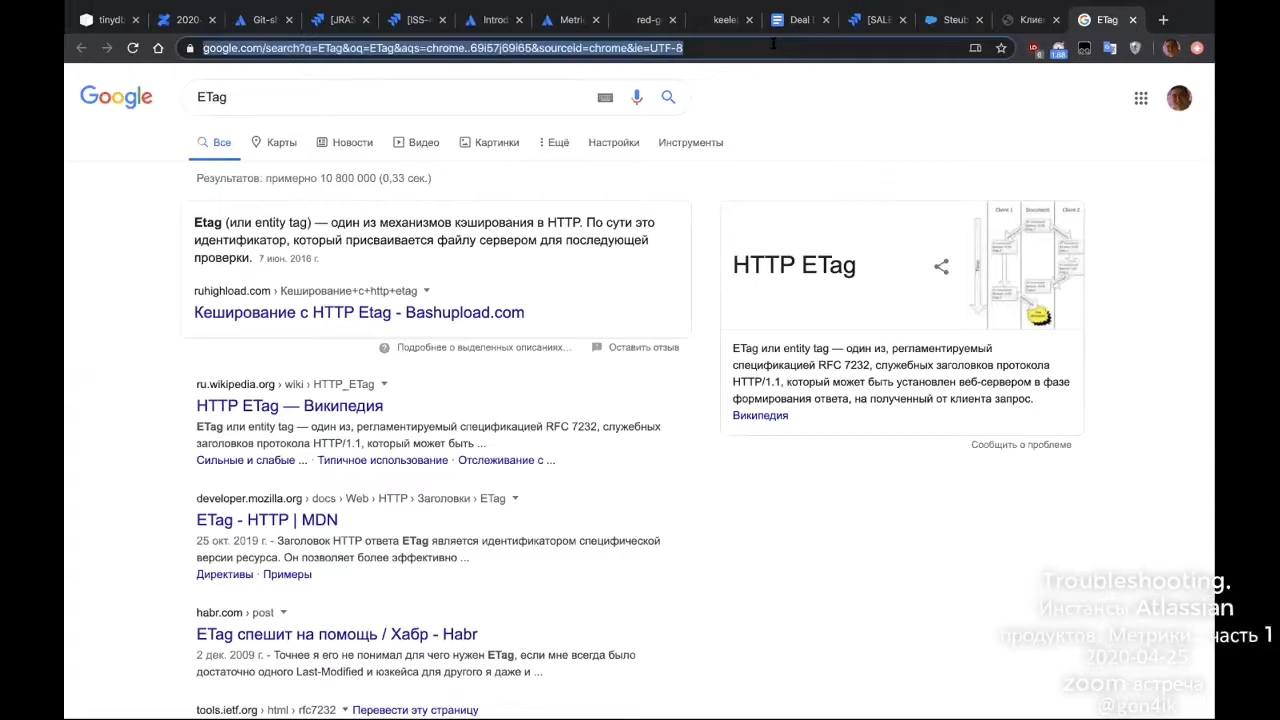 tinydb
2020-
Git-sl
[JRAS
[ISS-4
Introd
Metric
red-g
keeler
Deal l
[SALE
Steub
Клиен
ETag
google.com/search?q=ETag&oq=ETag&aqs=chrome..69i57j69i65&sourceid=chrome&ie=UTF-8
6
1.88
Google
ETag
Все
Карты
Новости
Видео
Картинки
Ещё
Настройки
Инструменты
Результатов: примерно 10 800 000 (0,33 сек.)
Etag (или entity tag) — один из механизмов кэширования в HTTP. По сути это
идентификатор, который присваивается файлу сервером для последующей
проверки. 7 июн. 2016 г.
ruhighload.com › Кеширование+с+http+etag
Кеширование с HTTP Etag - Bashupload.com
Подробнее о выделенных описаниях...
Оставить отзыв
ru.wikipedia.org › wiki › HTTP_ETag
HTTP ETag — Википедия
ETag или entity tag — один из, регламентируемый спецификацией RFC 7232, служебных
заголовков протокола HTTP/1.1, который может быть ...
Сильные и слабые ... · Типичное использование · Отслеживание с ...
developer.mozilla.org › docs › Web › HTTP › Заголовки › ETag
ETag - HTTP | MDN
25 окт. 2019 г. - Заголовок HTTP ответа ETag является идентификатором специфической
версии ресурса. Он позволяет более эффективно ...
Директивы · Примеры
habr.com › post
ETag спешит на помощь / Хабр - Habr
2 дек. 2009 г. - Точнее я его не понимал для чего нужен ETag, если мне всегда было
достаточно одного Last-Modified и юзкейса для другого я даже и ...
tools.ietf.org › html › rfc7232
Перевести эту страницу
Client 1
Document
Client 2
HTTP ETag
ETag или entity tag — один из, регламентируемый
спецификацией RFC 7232, служебных заголовков протокола
HTTP/1.1, который может быть установлен веб-сервером в фазе
формирования ответа, на полученный от клиента запрос.
Википедия
Сообщить о проблеме
Troubleshooting.
Инстансы Atlassian
продуктов. Метрики. часть 1
2020-04-25
zoom встреча
@gon4ik